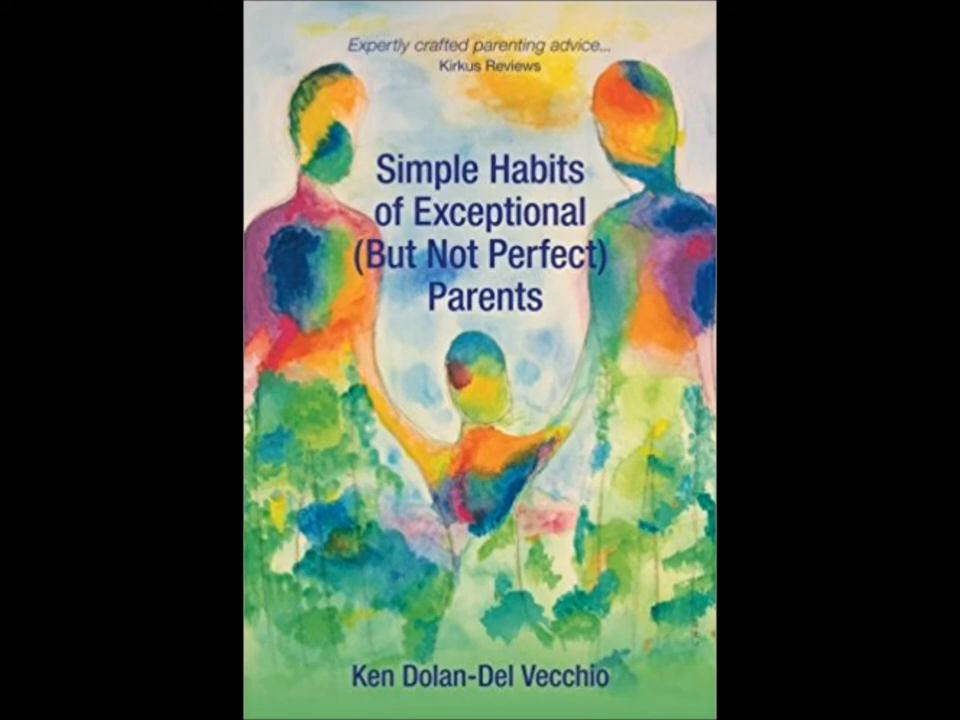 Expertly crafted parenting advice...
Kirkus Reviews
Simple Habits
of Exceptional
(But Not Perfect)
Parents
Ken Dolan-Del Vecchio